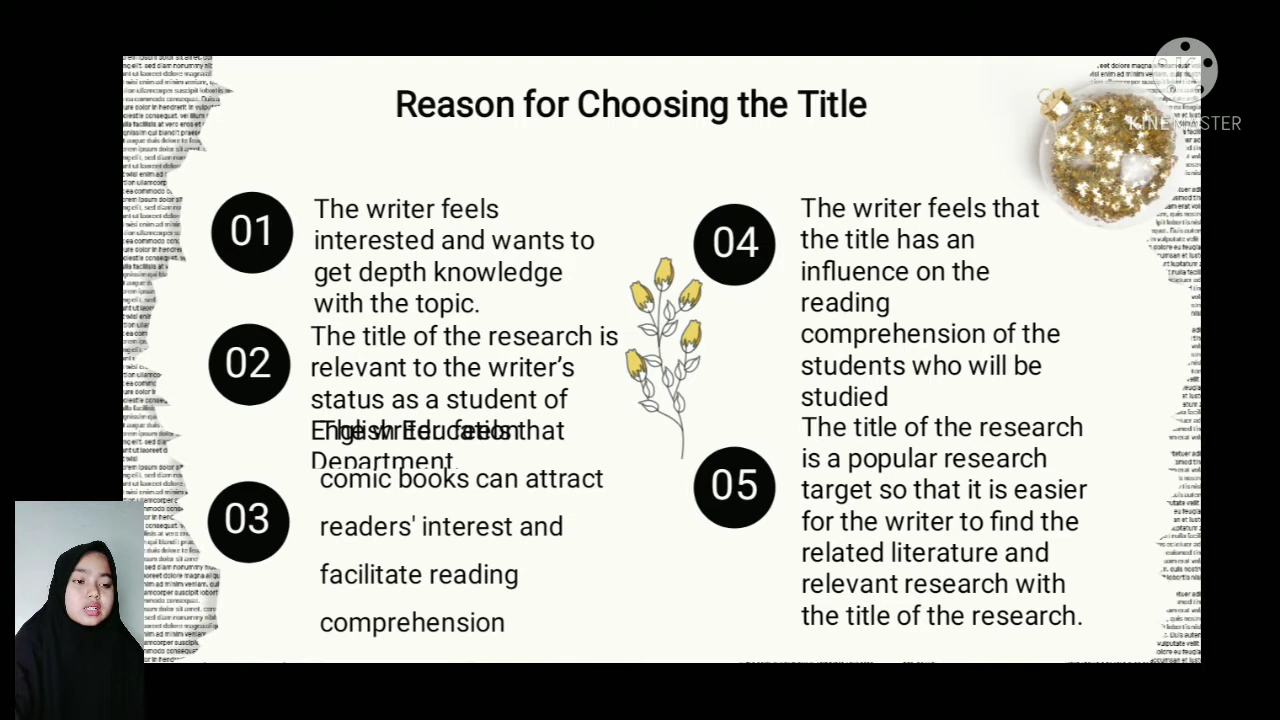 Reason for Choosing the Title
KINEMASTER
01
The writer feels
interested and wants to
get depth knowledge
with the topic.
02
The title of the research is
relevant to the writer's
status as a student of
English Education
Department.
03
The writer feels that
comic books can attract
readers' interest and
facilitate reading
comprehension
04
The writer feels that
the title has an
influence on the
reading
comprehension of the
students who will be
studied
05
The title of the research
is a popular research
target so that it is easier
for the writer to find the
related literature and
relevant research with
the title of the research.